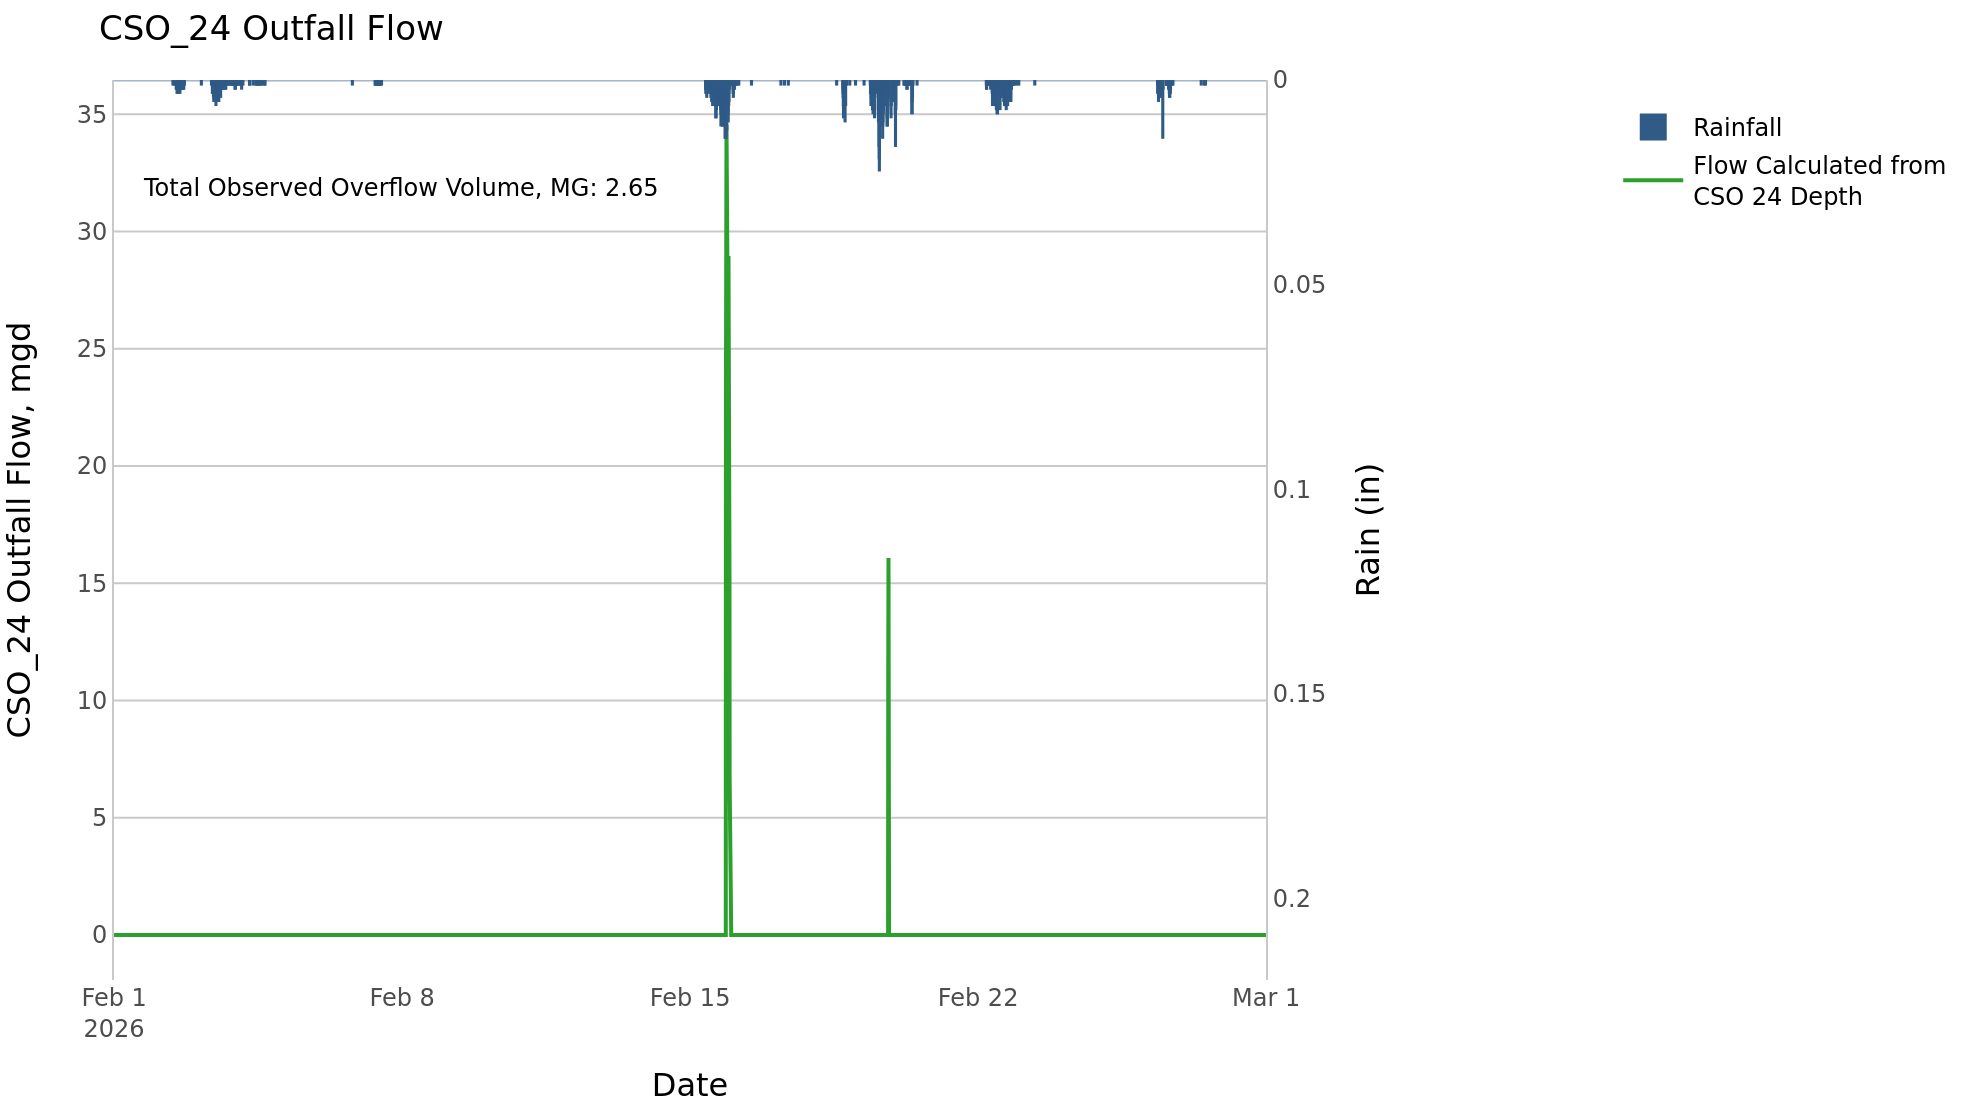 CSO_24 Outfall Flow
Total Observed Overflow Volume, MG: 2.65
CSO_24 Outfall Flow, mgd
35
30
25
20
15
10
5
0
0
0.05
0.1
0.15
0.2
Rain (in)
Rainfall
Flow Calculated from
CSO 24 Depth
Feb 1
2026
Feb 8
Feb 15
Feb 22
Mar 1
Date